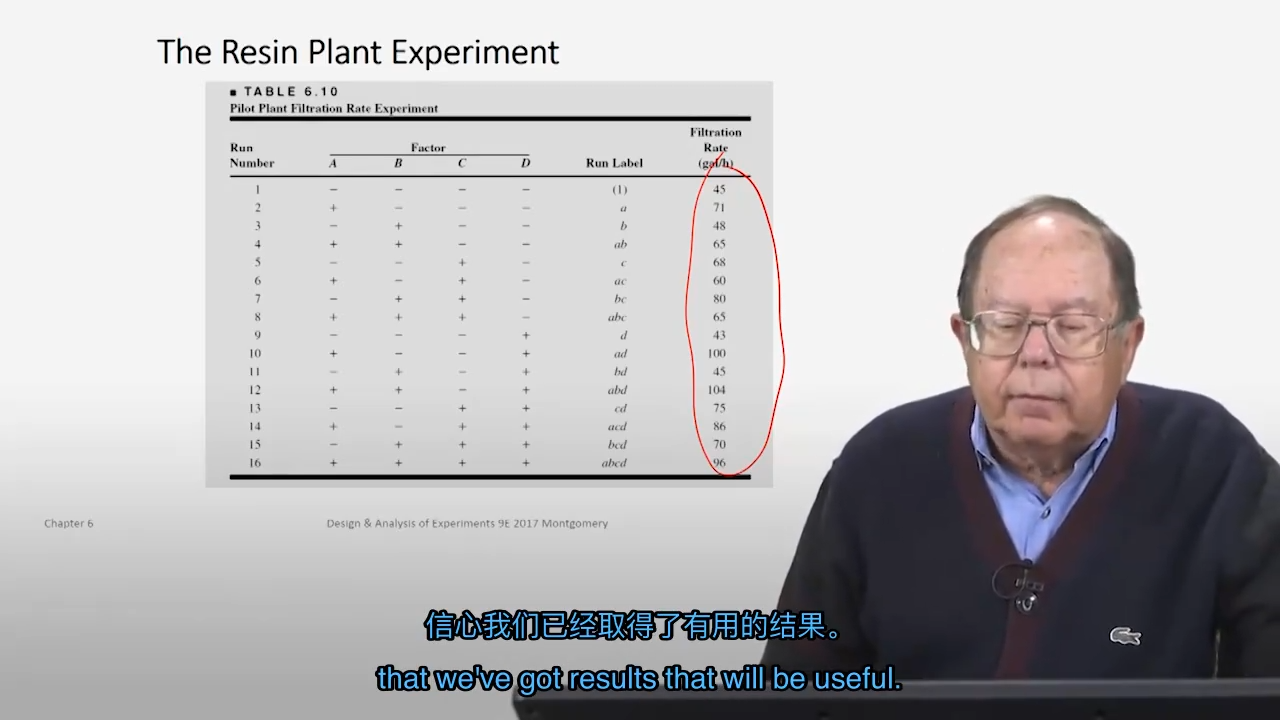 The Resin Plant Experiment
■ TABLE 6.10
Pilot Plant Filtration Rate Experiment
Filtration
Run Factor Rate
Number A B C D Run Label (gal/h)
1 − − − − (1) 45
2 + − − − a 71
3 − + − − b 48
4 + + − − ab 65
5 − − + − c 68
6 + − + − ac 60
7 − + + − bc 80
8 + + + − abc 65
9 − − − + d 43
10 + − − + ad 100
11 − + − + bd 45
12 + + − + abd 104
13 − − + + cd 75
14 + − + + acd 86
15 − + + + bcd 70
16 + + + + abcd 96
Chapter 6 Design & Analysis of Experiments 9E 2017 Montgomery
信心我们已经取得了有用的结果。
that we've got results that will be useful.